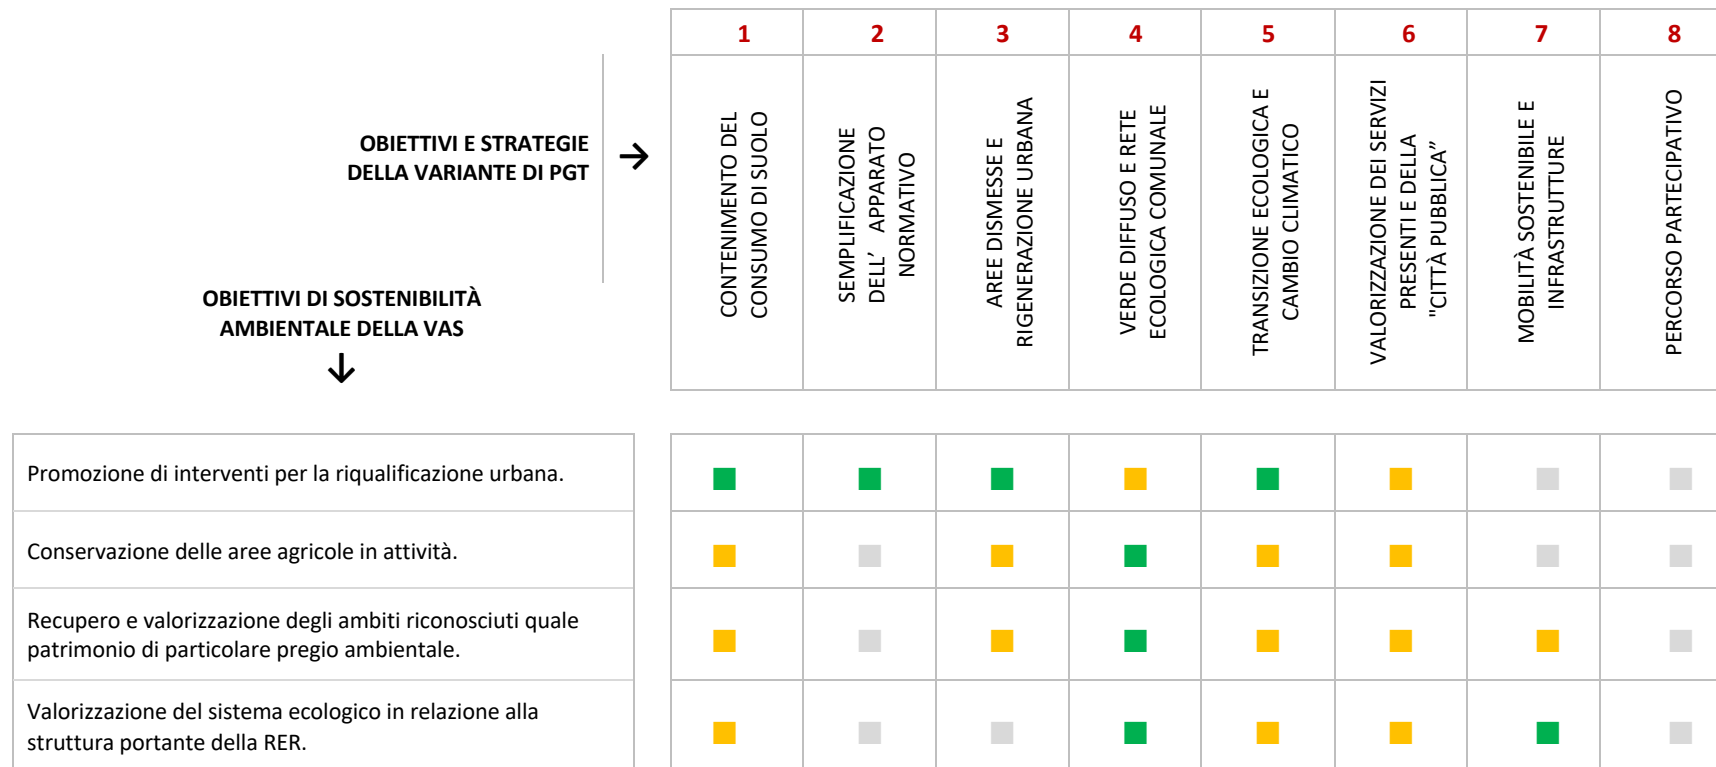 1 2 3 4 5 6 7 8
OBIETTIVI E STRATEGIE
DELLA VARIANTE DI PGT
→
CONTENIMENTO DEL
CONSUMO DI SUOLO
SEMPLIFICAZIONE
DELL’ APPARATO
NORMATIVO
AREE DISMESSE E
RIGENERAZIONE URBANA
VERDE DIFFUSO E RETE
ECOLOGICA COMUNALE
TRANSIZIONE ECOLOGICA E
CAMBIO CLIMATICO
VALORIZZAZIONE DEI SERVIZI
PRESENTI E DELLA
"CITTÀ PUBBLICA”
MOBILITÀ SOSTENIBILE E
INFRASTRUTTURE
PERCORSO PARTECIPATIVO
OBIETTIVI DI SOSTENIBILITÀ
AMBIENTALE DELLA VAS
↓
Promozione di interventi per la riqualificazione urbana.
Conservazione delle aree agricole in attività.
Recupero e valorizzazione degli ambiti riconosciuti quale
patrimonio di particolare pregio ambientale.
Valorizzazione del sistema ecologico in relazione alla
struttura portante della RER.